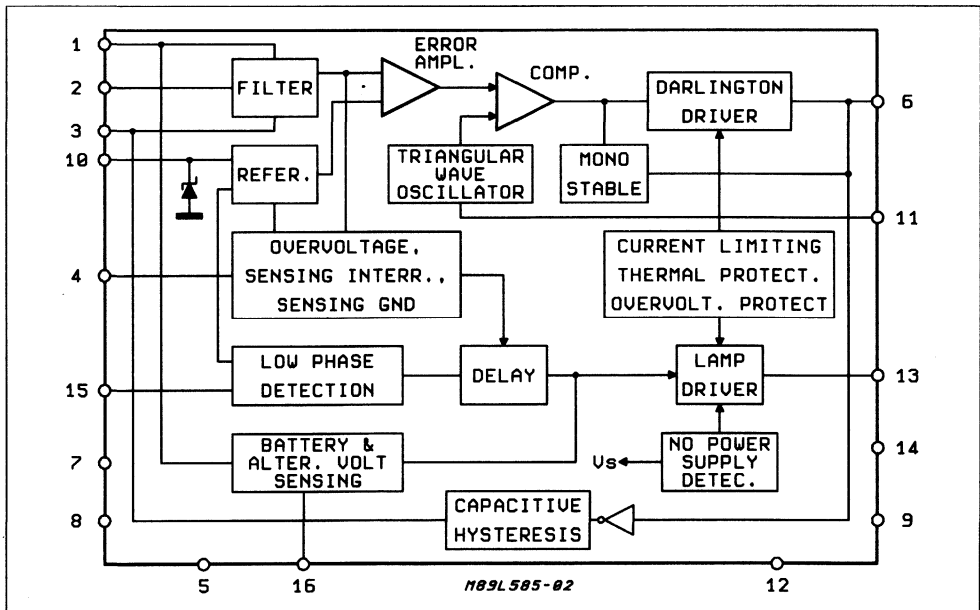 1
2
3
10
4
15
7
8
5
16
12
6
11
13
14
9
FILTER
REFER.
ERROR
AMPL.
COMP.
TRIANGULAR
WAVE
OSCILLATOR
MONO
STABLE
DARLINGTON
DRIVER
OVERVOLTAGE,
SENSING INTERR.,
SENSING GND
CURRENT LIMITING
THERMAL PROTECT.
OVERVOLT. PROTECT
LOW PHASE
DETECTION
DELAY
LAMP
DRIVER
BATTERY &
ALTER. VOLT
SENSING
Vs
NO POWER
SUPPLY
DETEC.
CAPACITIVE
HYSTERESIS
M89L585-02